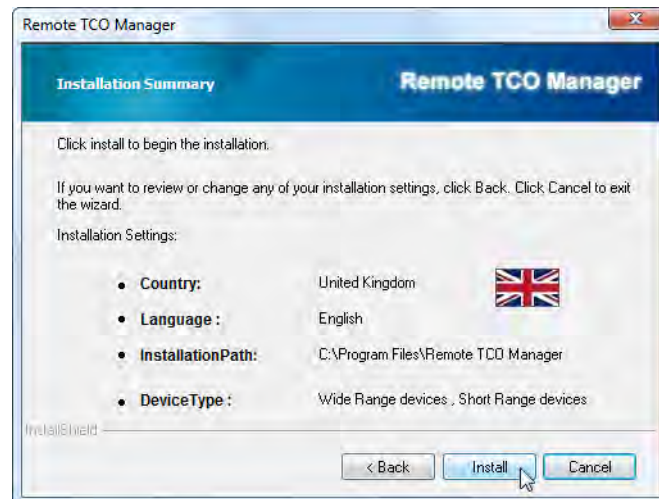 Remote TCO Manager
Installation Summary
Remote TCO Manager
Click install to begin the installation.
If you want to review or change any of your installation settings, click Back. Click Cancel to exit
the wizard.
Installation Settings:
• Country: United Kingdom
• Language : English
• InstallationPath: C:\Program Files\Remote TCO Manager
• DeviceType : Wide Range devices , Short Range devices
InstallShield
< Back
Install
Cancel